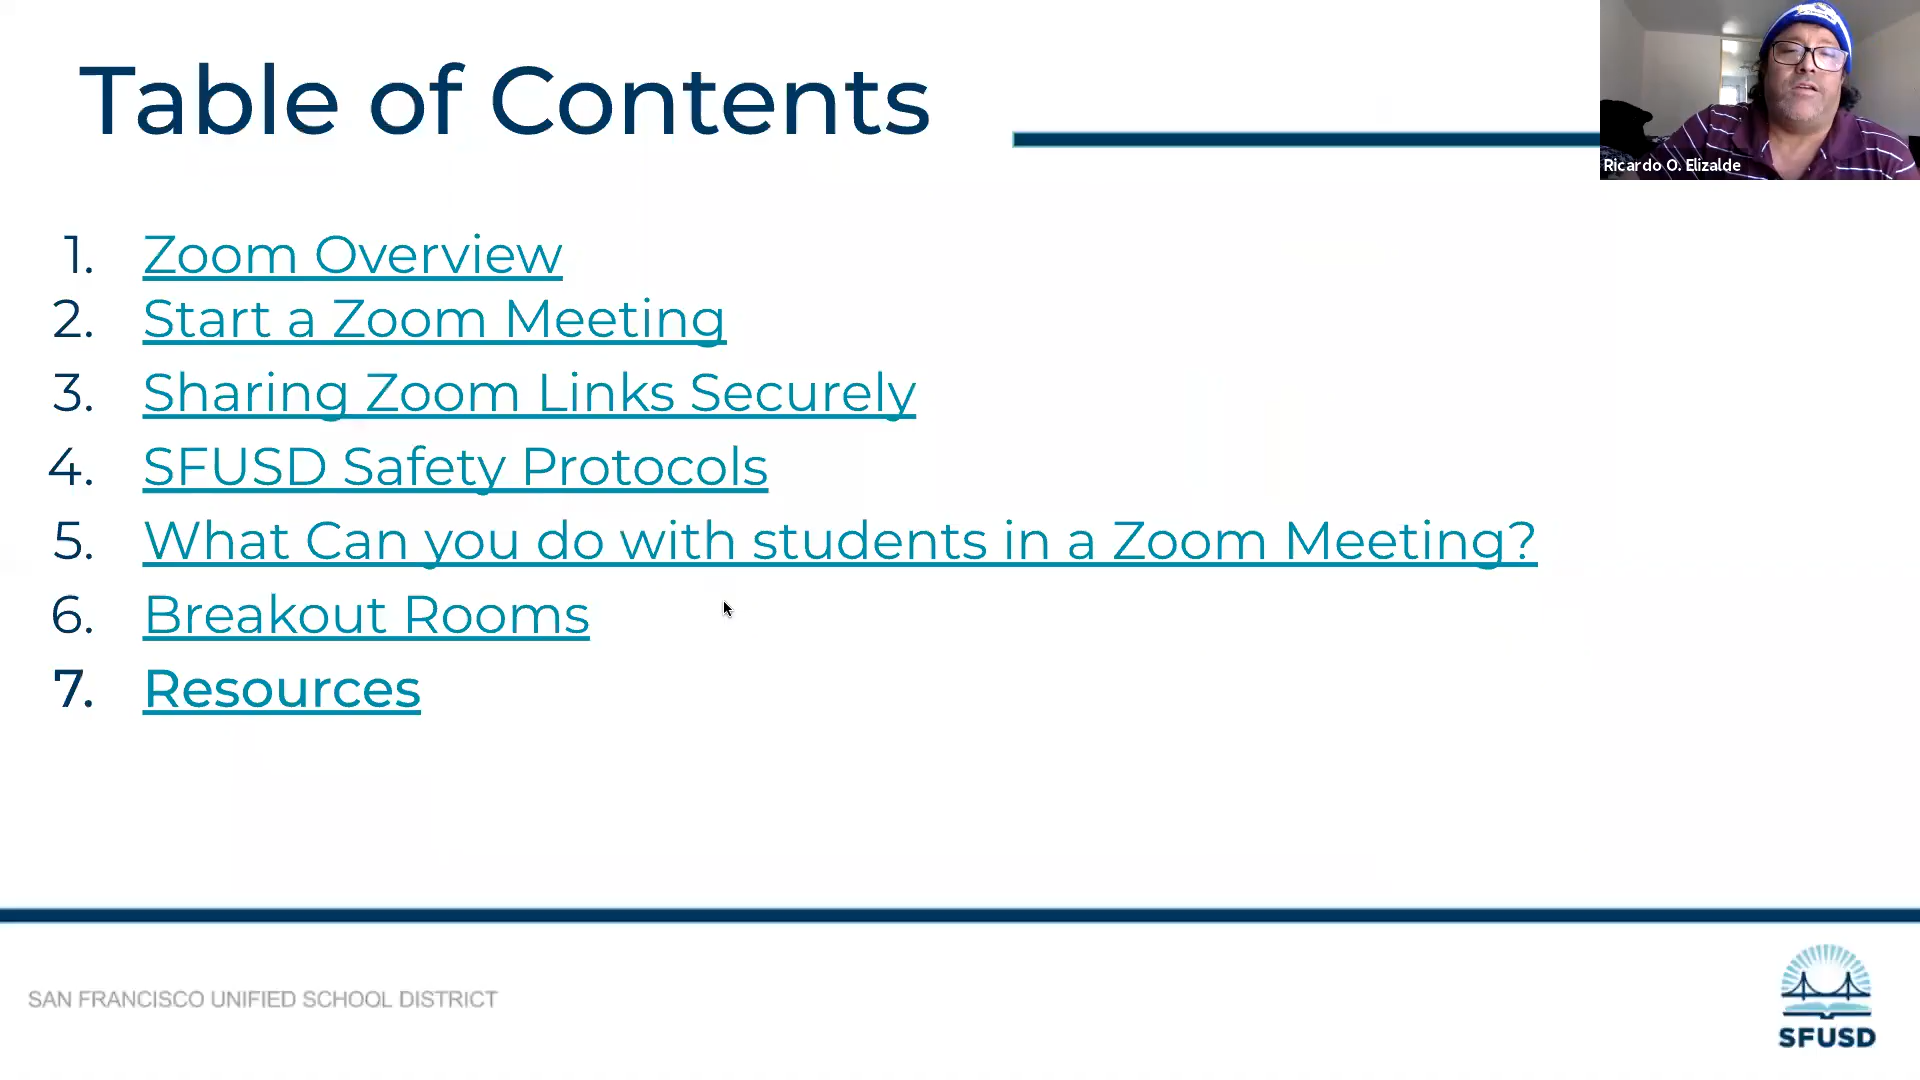 Table of Contents
Ricardo O. Elizalde
1. Zoom Overview
2. Start a Zoom Meeting
3. Sharing Zoom Links Securely
4. SFUSD Safety Protocols
5. What Can you do with students in a Zoom Meeting?
6. Breakout Rooms
7. Resources
SAN FRANCISCO UNIFIED SCHOOL DISTRICT
SFUSD